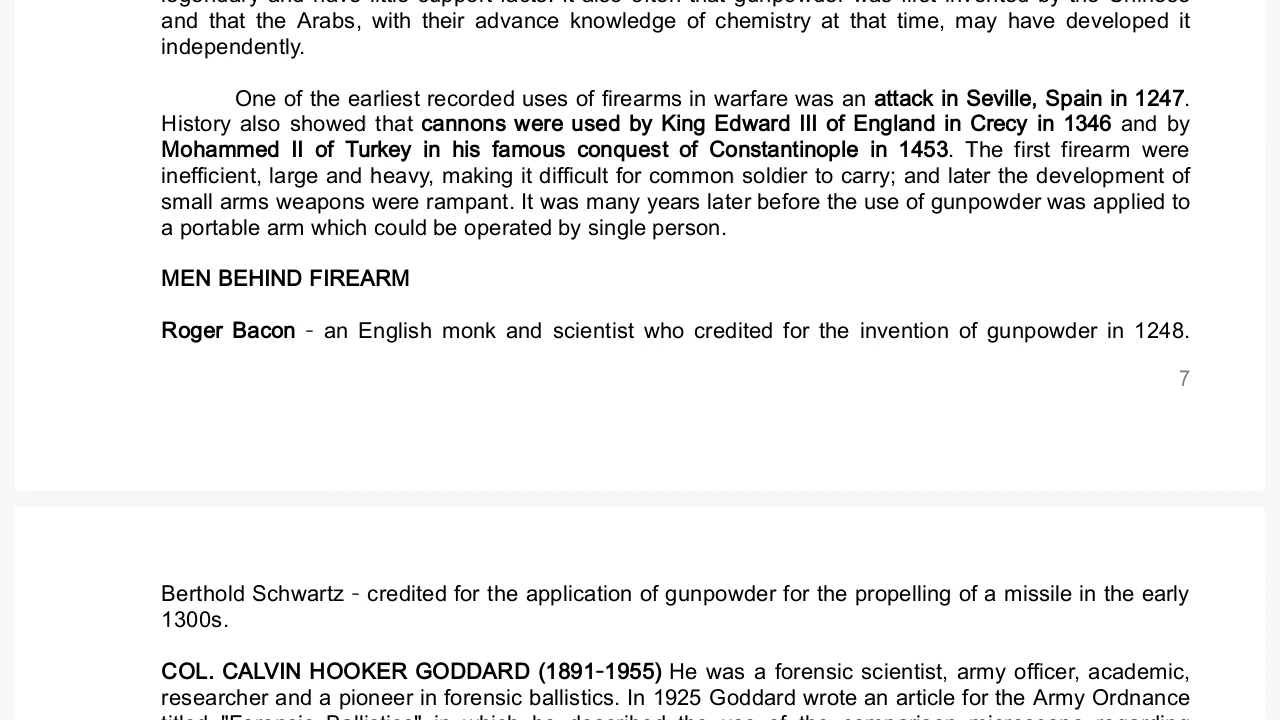 and that the Arabs, with their advance knowledge of chemistry at that time, may have developed it
independently.
One of the earliest recorded uses of firearms in warfare was an attack in Seville, Spain in 1247.
History also showed that cannons were used by King Edward III of England in Crecy in 1346 and by
Mohammed II of Turkey in his famous conquest of Constantinople in 1453. The first firearm were
inefficient, large and heavy, making it difficult for common soldier to carry; and later the development of
small arms weapons were rampant. It was many years later before the use of gunpowder was applied to
a portable arm which could be operated by single person.
MEN BEHIND FIREARM
Roger Bacon - an English monk and scientist who credited for the invention of gunpowder in 1248.
7
Berthold Schwartz - credited for the application of gunpowder for the propelling of a missile in the early
1300s.
COL. CALVIN HOOKER GODDARD (1891-1955) He was a forensic scientist, army officer, academic,
researcher and a pioneer in forensic ballistics. In 1925 Goddard wrote an article for the Army Ordnance